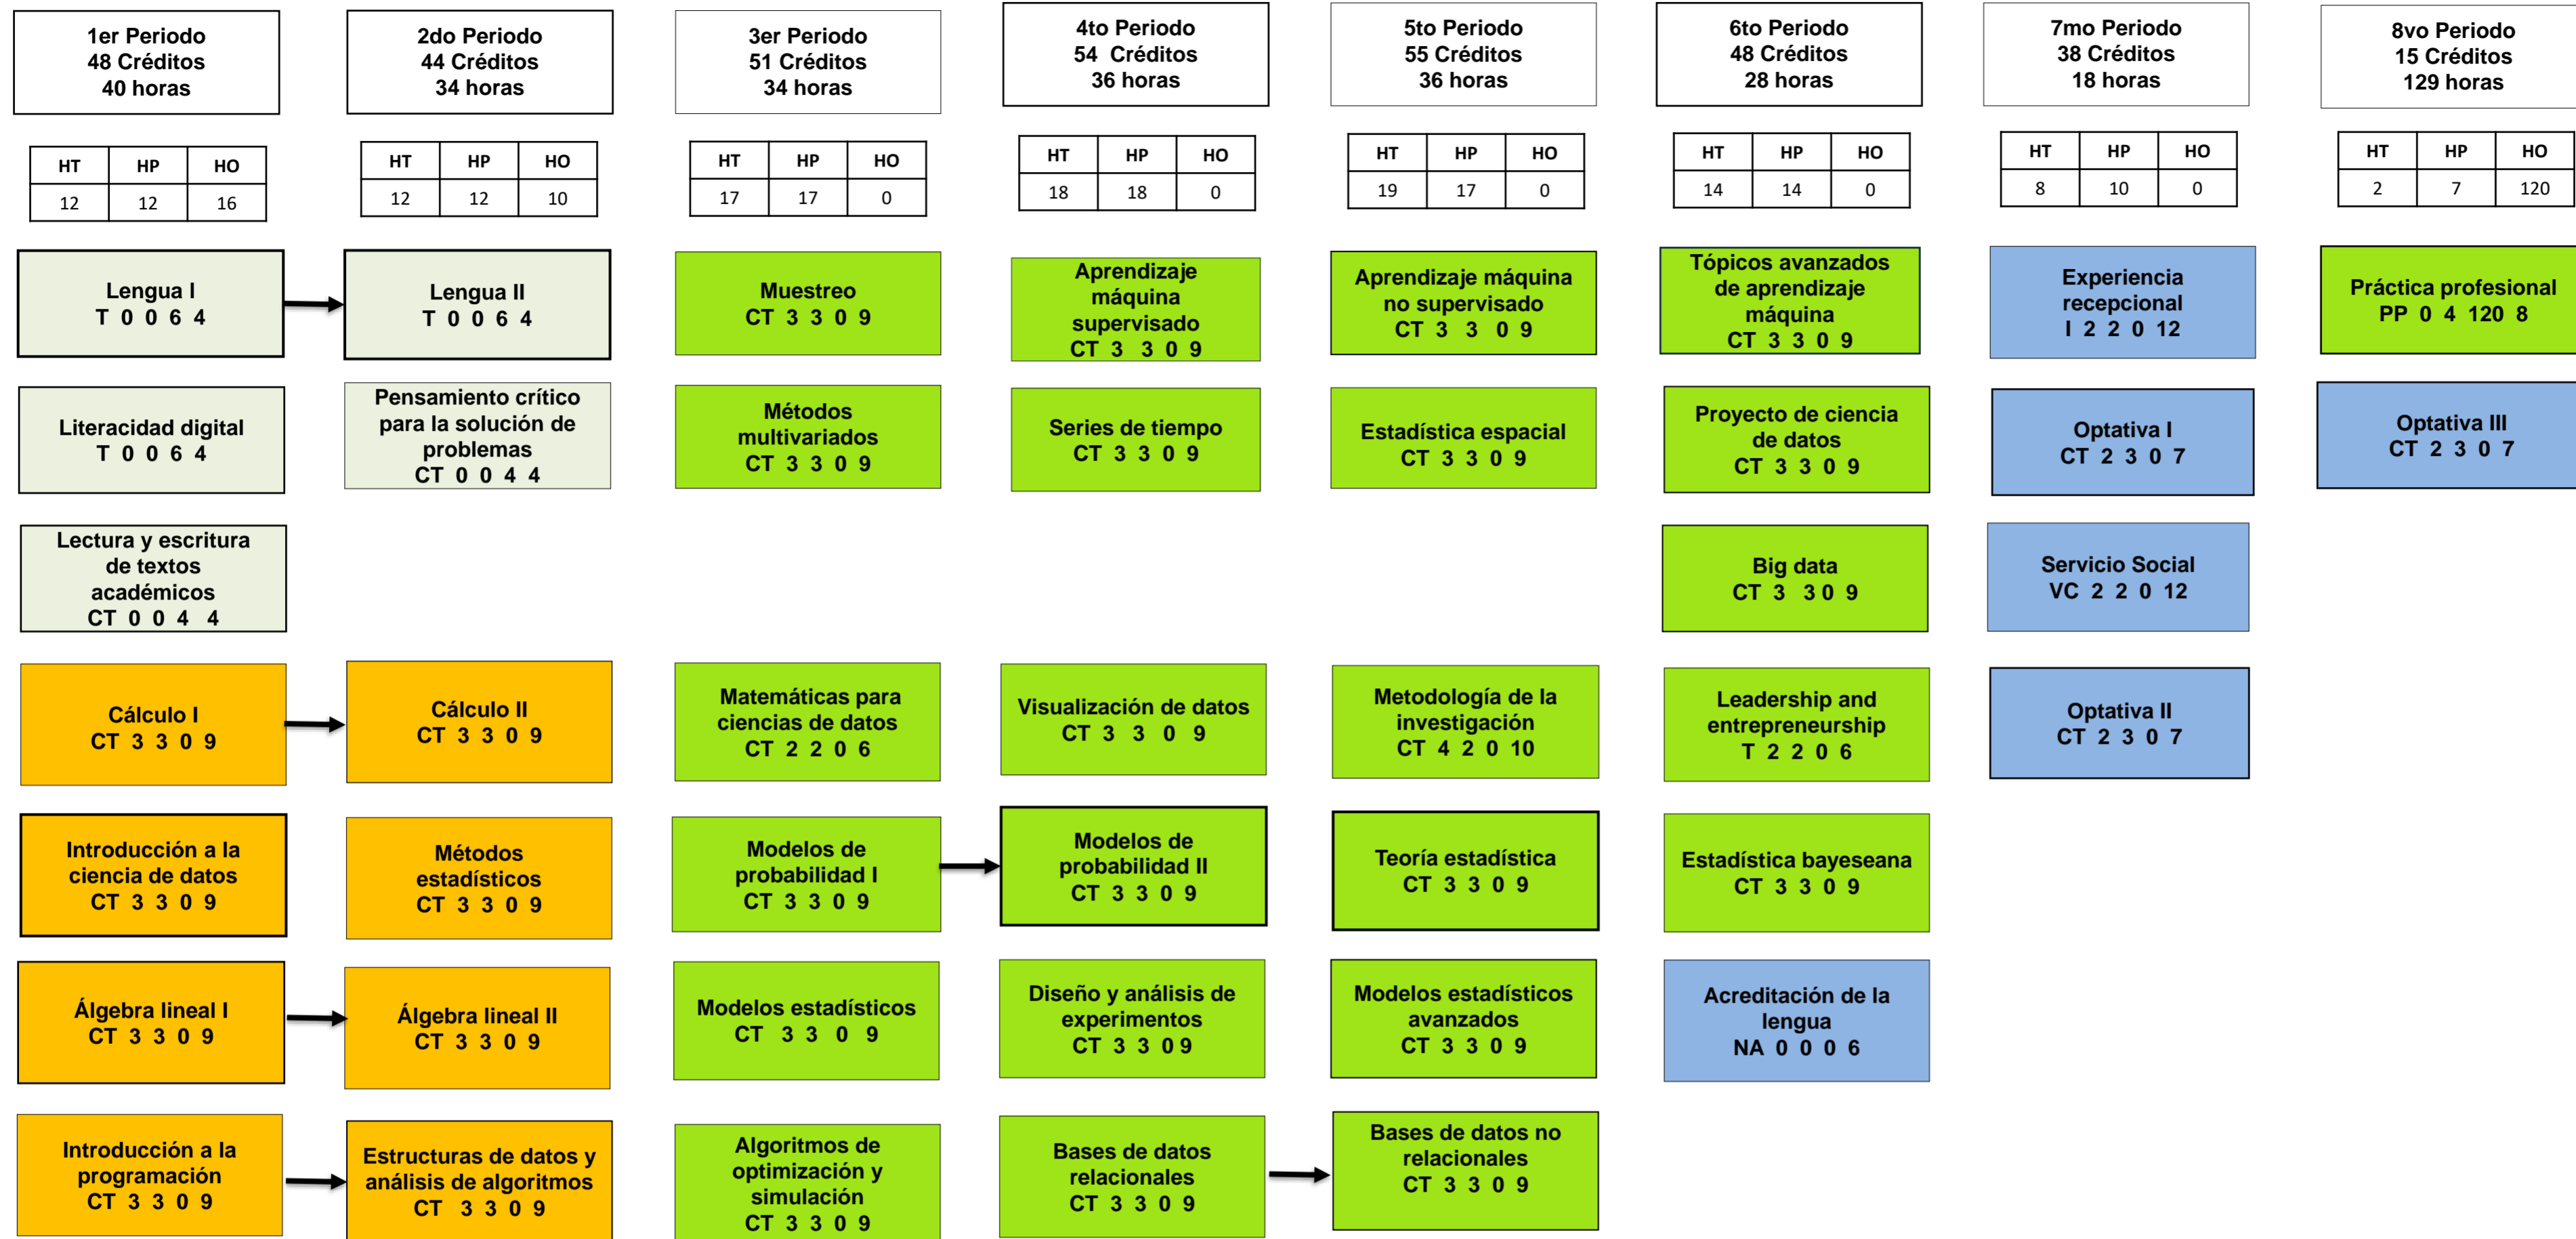 1er Periodo
48 Créditos
40 horas
2do Periodo
44 Créditos
34 horas
3er Periodo
51 Créditos
34 horas
4to Periodo
54 Créditos
36 horas
5to Periodo
55 Créditos
36 horas
6to Periodo
48 Créditos
28 horas
7mo Periodo
38 Créditos
18 horas
8vo Periodo
15 Créditos
129 horas
HT HP HO
12 12 16
HT HP HO
12 12 10
HT HP HO
17 17 0
HT HP HO
18 18 0
HT HP HO
19 17 0
HT HP HO
14 14 0
HT HP HO
8 10 0
HT HP HO
2 7 120
Lengua I
T 0 0 6 4
Lengua II
T 0 0 6 4
Muestreo
CT 3 3 0 9
Aprendizaje
máquina
supervisado
CT 3 3 0 9
Aprendizaje máquina
no supervisado
CT 3 3 0 9
Tópicos avanzados
de aprendizaje
máquina
CT 3 3 0 9
Experiencia
recepcional
I 2 2 0 12
Práctica profesional
PP 0 4 120 8
Literacidad digital
T 0 0 6 4
Pensamiento crítico
para la solución de
problemas
CT 0 0 4 4
Métodos
multivariados
CT 3 3 0 9
Series de tiempo
CT 3 3 0 9
Estadística espacial
CT 3 3 0 9
Proyecto de ciencia
de datos
CT 3 3 0 9
Optativa I
CT 2 3 0 7
Optativa III
CT 2 3 0 7
Lectura y escritura
de textos
académicos
CT 0 0 4 4
Big data
CT 3 3 0 9
Servicio Social
VC 2 2 0 12
Cálculo I
CT 3 3 0 9
Cálculo II
CT 3 3 0 9
Matemáticas para
ciencias de datos
CT 2 2 0 6
Visualización de datos
CT 3 3 0 9
Metodología de la
investigación
CT 4 2 0 10
Leadership and
entrepreneurship
T 2 2 0 6
Optativa II
CT 2 3 0 7
Introducción a la
ciencia de datos
CT 3 3 0 9
Métodos
estadísticos
CT 3 3 0 9
Modelos de
probabilidad I
CT 3 3 0 9
Modelos de
probabilidad II
CT 3 3 0 9
Teoría estadística
CT 3 3 0 9
Estadística bayeseana
CT 3 3 0 9
Álgebra lineal I
CT 3 3 0 9
Álgebra lineal II
CT 3 3 0 9
Modelos estadísticos
CT 3 3 0 9
Diseño y análisis de
experimentos
CT 3 3 0 9
Modelos estadísticos
avanzados
CT 3 3 0 9
Acreditación de la
lengua
NA 0 0 0 6
Introducción a la
programación
CT 3 3 0 9
Estructuras de datos y
análisis de algoritmos
CT 3 3 0 9
Algoritmos de
optimización y
simulación
CT 3 3 0 9
Bases de datos
relacionales
CT 3 3 0 9
Bases de datos no
relacionales
CT 3 3 0 9